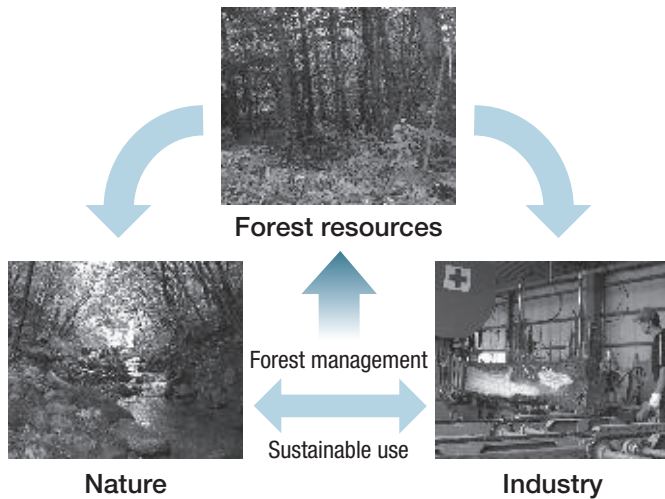 Forest resources
Forest management
Sustainable use
Nature
Industry